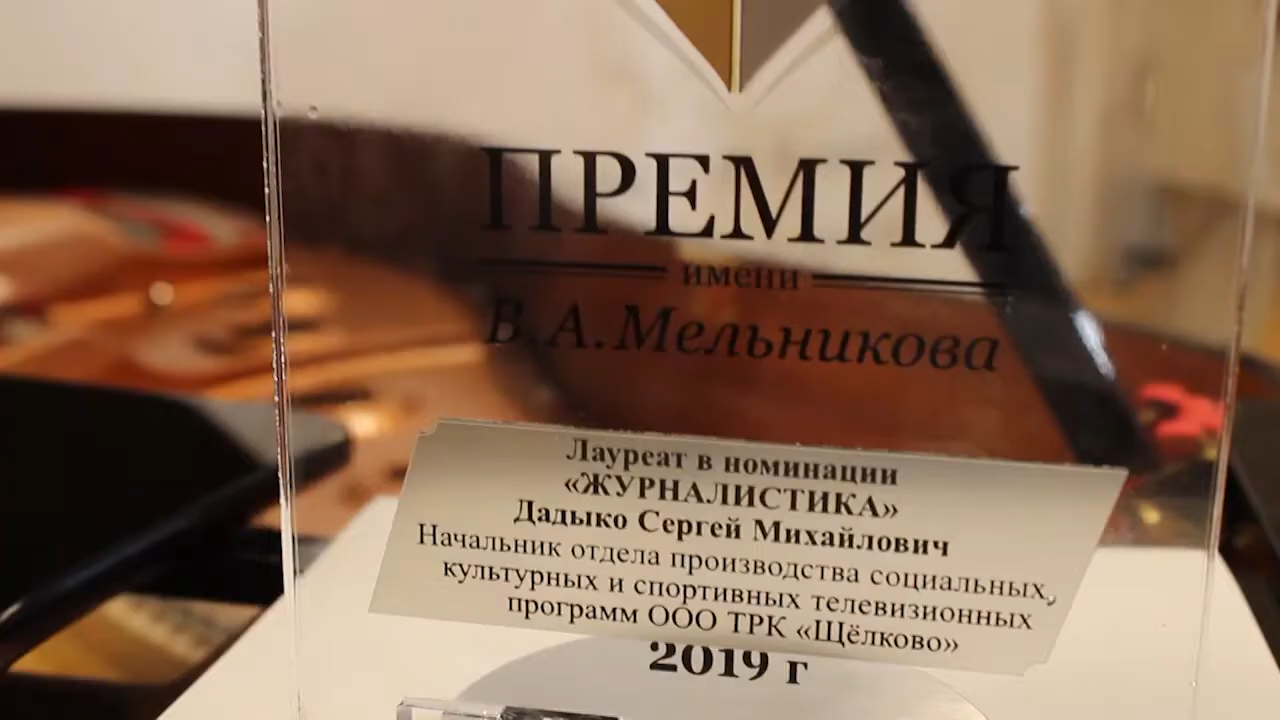 ПРЕМИЯ
имени
В.А.Мельникова
Лауреат в номинации
«ЖУРНАЛИСТИКА»
Дадыко Сергей Михайлович
Начальник отдела производства социальных,
культурных и спортивных телевизионных
программ ООО ТРК «Щёлково»
2019 г